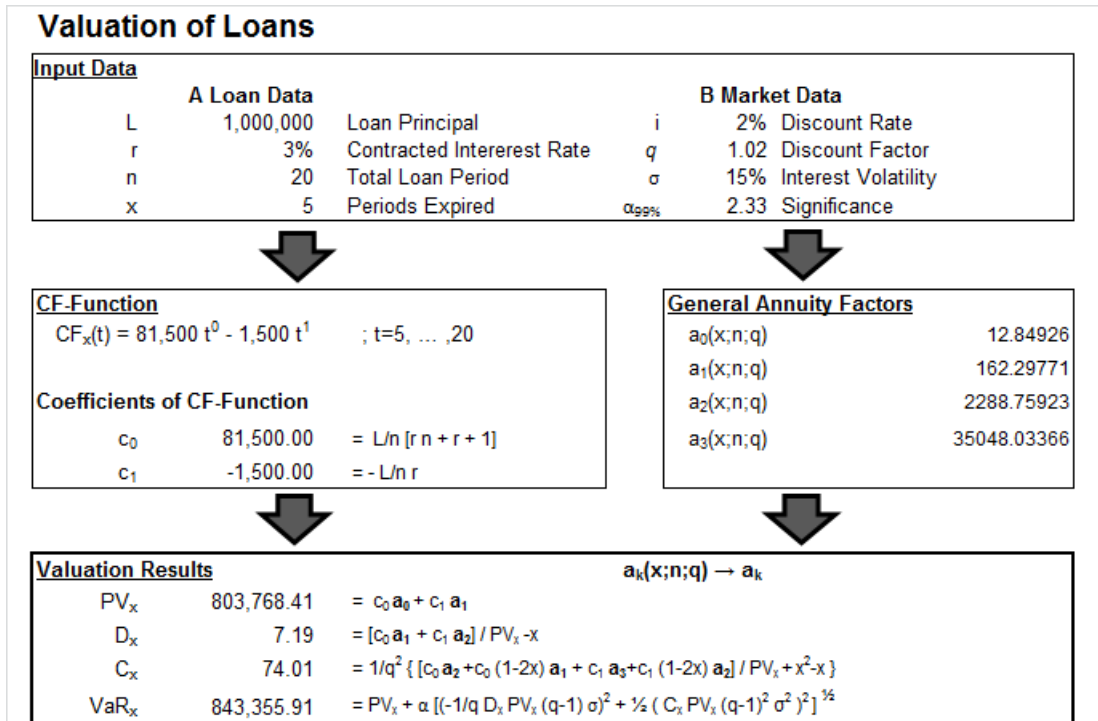 Valuation of Loans
Input Data
A Loan Data B Market Data
L 1,000,000 Loan Principal i 2% Discount Rate
r 3% Contracted Intererest Rate q 1.02 Discount Factor
n 20 Total Loan Period σ 15% Interest Volatility
x 5 Periods Expired α₉₉% 2.33 Significance
CF-Function General Annuity Factors
CFₓ(t) = 81,500 t⁰ - 1,500 t¹ ; t=5, ... ,20 a₀(x;n;q) 12.84926
a₁(x;n;q) 162.29771
Coefficients of CF-Function a₂(x;n;q) 2288.75923
c₀ 81,500.00 = L/n [r n + r + 1] a₃(x;n;q) 35048.03366
c₁ -1,500.00 = - L/n r
Valuation Results aₖ(x;n;q) → aₖ
PVₓ 803,768.41 = c₀ a₀ + c₁ a₁
Dₓ 7.19 = [c₀ a₁ + c₁ a₂] / PVₓ -x
Cₓ 74.01 = 1/q² { [c₀ a₂ +c₀ (1-2x) a₁ + c₁ a₃+c₁ (1-2x) a₂] / PVₓ +x²-x }
VaRₓ 843,355.91 = PVₓ + α [(-1/q Dₓ PVₓ (q-1) σ)² + ½ ( Cₓ PVₓ (q-1)² σ² )²] ^½